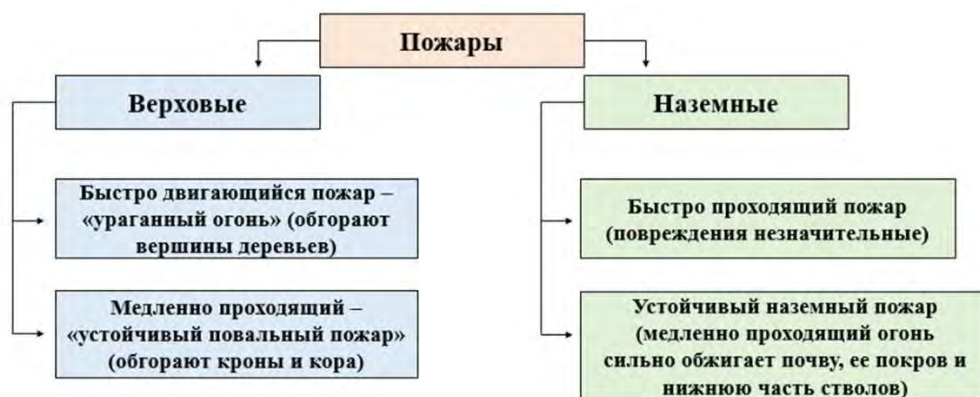 Пожары
Верховые
Наземные
Быстро двигающийся пожар –
«ураганный огонь» (обгорают
вершины деревьев)
Быстро проходящий пожар
(повреждения незначительные)
Медленно проходящий –
«устойчивый повальный пожар»
(обгорают кроны и кора)
Устойчивый наземный пожар
(медленно проходящий огонь
сильно обжигает почву, ее покров и
нижнюю часть стволов)